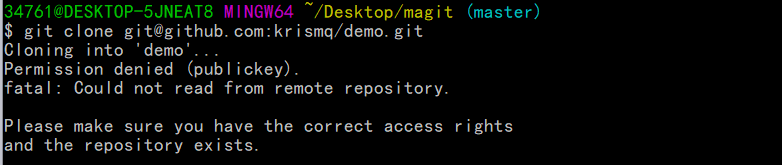 34761@DESKTOP-5JNEAT8 MINGW64 ~/Desktop/magit (master)
$ git clone git@github.com:krismq/demo.git
Cloning into 'demo'...
Permission denied (publickey).
fatal: Could not read from remote repository.
Please make sure you have the correct access rights
and the repository exists.